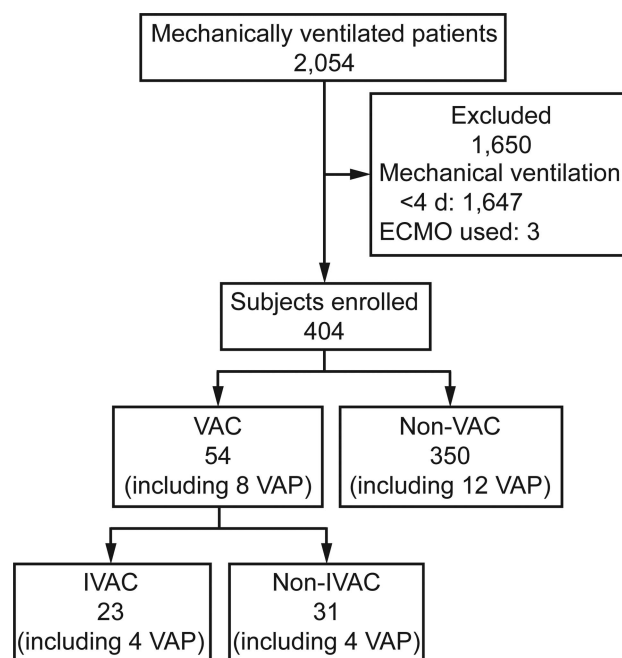 Mechanically ventilated patients
2,054
Excluded
1,650
Mechanical ventilation
<4 d: 1,647
ECMO used: 3
Subjects enrolled
404
VAC
54
(including 8 VAP)
Non-VAC
350
(including 12 VAP)
IVAC
23
(including 4 VAP)
Non-IVAC
31
(including 4 VAP)